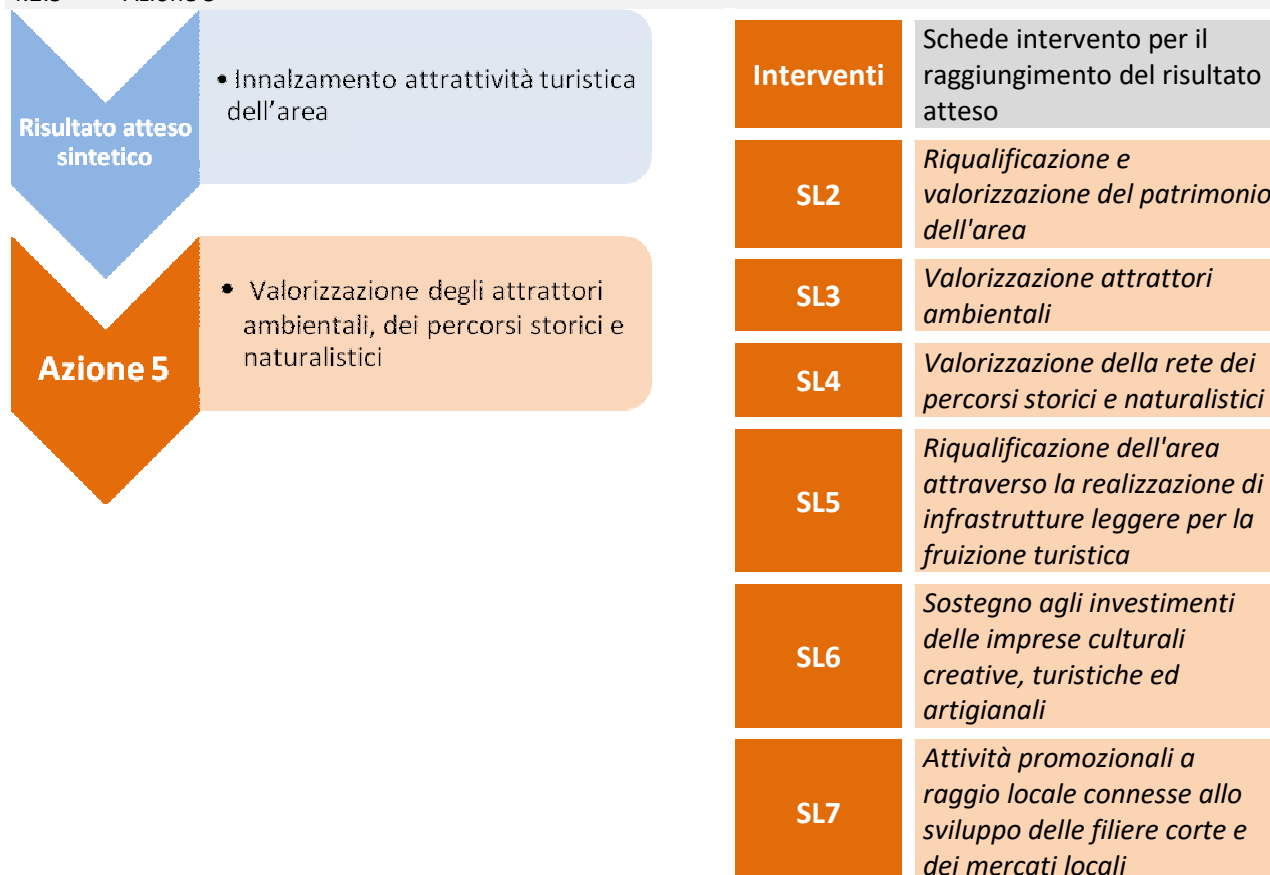 Risultato atteso
sintetico
• Innalzamento attrattività turistica
dell'area
Azione 5
• Valorizzazione degli attrattori
ambientali, dei percorsi storici e
naturalistici
Interventi
Schede intervento per il
raggiungimento del risultato
atteso
SL2
Riqualificazione e
valorizzazione del patrimonio
dell'area
SL3
Valorizzazione attrattori
ambientali
SL4
Valorizzazione della rete dei
percorsi storici e naturalistici
SL5
Riqualificazione dell'area
attraverso la realizzazione di
infrastrutture leggere per la
fruizione turistica
SL6
Sostegno agli investimenti
delle imprese culturali
creative, turistiche ed
artigianali
SL7
Attività promozionali a
raggio locale connesse allo
sviluppo delle filiere corte e
dei mercati locali